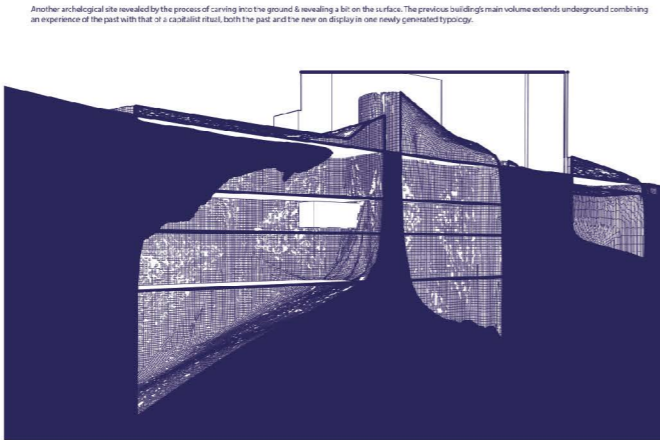 Another archelogical site revealed by the process of carving into the ground & revealing a bit on the surface. The previous building's main volume extends underground combining
an experience of the past with that of a capitalist ritual, both the past and the new on display in one newly generated typology.